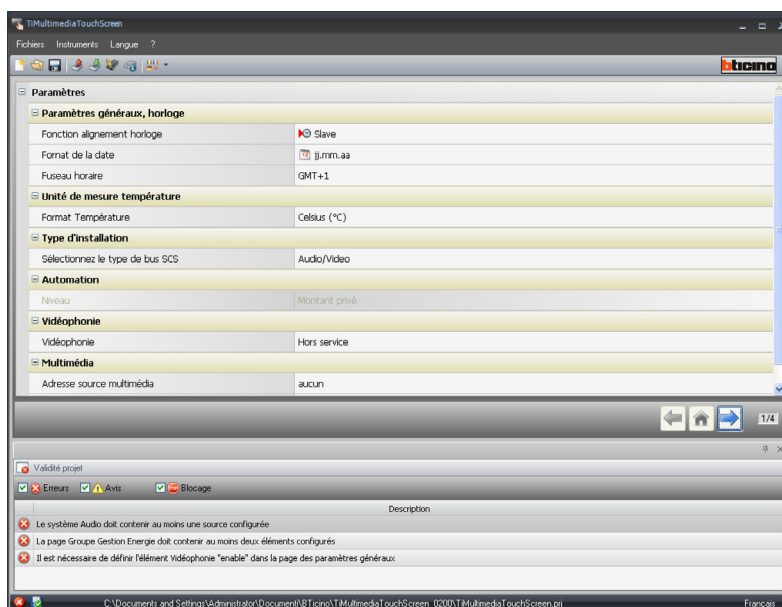 TiMultimediaTouchScreen
Fichiers Instruments Langue ?
bticino
Paramètres
Paramètres généraux, horloge
Fonction alignement horloge Slave
Fornat de la date jj.mm.aa
Fuseau horaire GMT+1
Unité de mesure température
Format Température Celsius (°C)
Type d'installation
Sélectionnez le type de bus SCS Audio/Video
Automation
Niveau Montant privé
Vidéophonie
Vidéophonie Hors service
Multimédia
Adresse source multimédia aucun
1/4
Validité projet
Erreurs Avis Blocage
Description
Le système Audio doit contenir au moins une source configurée
La page Groupe Gestion Energie doit contenir au moins deux éléments configurés
Il est nécessaire de définir l'élément Vidéophonie "enable" dans la page des paramètres généraux
C:\Documents and Settings\Administrator\Documenti\BTicino\TiMultimediaTouchScreen_0200\TiMultimediaTouchScreen.prj Français